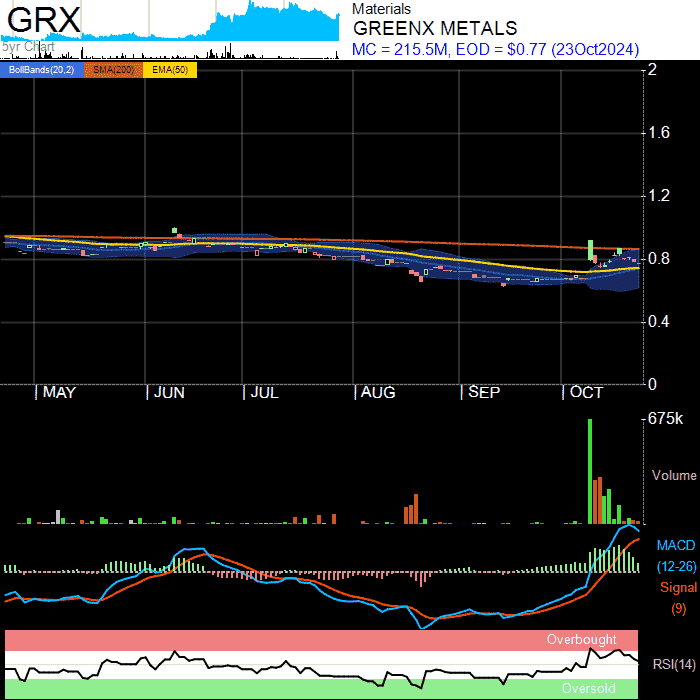 GRX
5yr Chart
Materials
GREENX METALS
MC = 215.5M, EOD = $0.77 (23Oct2024)
BollBands(20,2) SMA(200) EMA(50)
2
1.6
1.2
0.8
0.4
0
MAY JUN JUL AUG SEP OCT
675k
Volume
MACD
(12-26)
Signal
(9)
Overbought
RSI(14)
Oversold